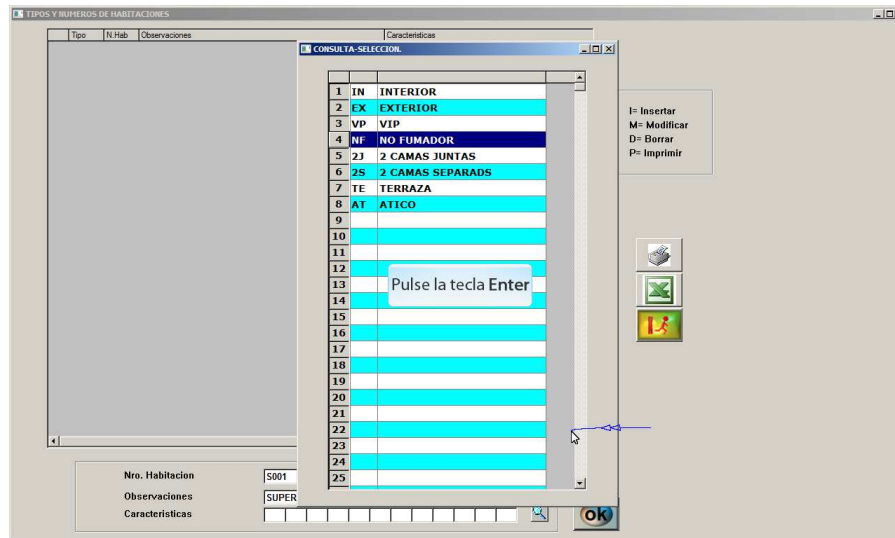 TIPOS Y NUMEROS DE HABITACIONES
Tipo N.Hab Observaciones Caracteristicas
CONSULTA-SELECCION.
1 IN INTERIOR
2 EX EXTERIOR
3 VP VIP
4 NF NO FUMADOR
5 2J 2 CAMAS JUNTAS
6 2S 2 CAMAS SEPARADS
7 TE TERRAZA
8 AT ATICO
9
10
11
12
13
14
15
16
17
18
19
20
21
22
23
24
25
Pulse la tecla Enter
I= Insertar
M= Modificar
D= Borrar
P= Imprimir
Nro. Habitacion S001
Observaciones SUPER
Caracteristicas
ok